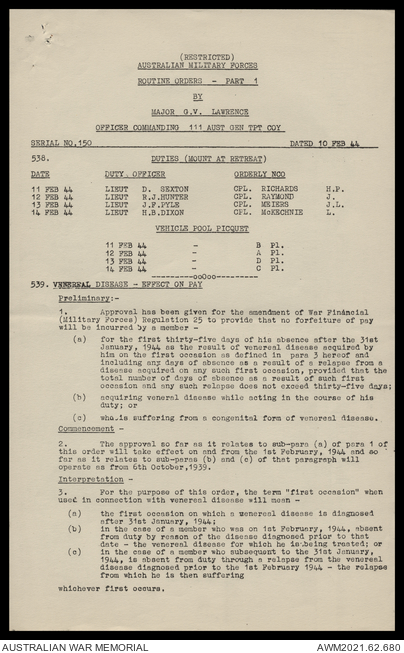 (RESTRICTED)
AUSTRALIAN MILITARY FORCES
ROUTINE ORDERS - PART 1
BY
MAJOR G.V. LAWRENCE
OFFICER COMMANDING 111 AUST GEN TPT COY
SERIAL NO.150 DATED 10 FEB 44
538. DUTIES (MOUNT AT RETREAT)
DATE DUTY OFFICER ORDERLY NCO
11 FEB 44 LIEUT D. SEXTON CPL. RICHARDS H.P.
12 FEB 44 LIEUT R.J.HUNTER CPL. RAYMOND J.
13 FEB 44 LIEUT J.F.PYLE CPL. MEIERS J.L.
14 FEB 44 LIEUT H.B.DIXON CPL. McKECHNIE L.
VEHICLE POOL PICQUET
11 FEB 44 - B Pl.
12 FEB 44 - A Pl.
13 FEB 44 - D Pl.
14 FEB 44 - C Pl.
---------oo0oo---------
539. VENEREAL DISEASE - EFFECT ON PAY
Preliminary:-
1. Approval has been given for the amendment of War Financial
(Military Forces) Regulation 25 to provide that no forfeiture of pay
will be incurred by a member -
(a) for the first thirty-five days of his absence after the 31st
January, 1944 as the result of venereal disease acquired by
him on the first occasion as defined in para 3 hereof and
including any days of absence as a result of a relapse from a
disease acquired on any such first occasion, provided that the
total number of days of absence as a result of such first
occasion and any such relapse does not exceed thirty-five days;
(b) acquiring veneral disease while acting in the course of his
duty; or
(c) who is suffering from a congenital form of venereal disease.
Commencement -
2. The approval so far as it relates to sub-para (a) of para 1 of
this order will take effect on and from the 1st February, 1944 and so
far as it relates to sub-paras (b) and (c) of that paragraph will
operate as from 6th October,1939.
Interpretation -
3. For the purpose of this order, the term "first occasion" when
used in connection with venereal disease will mean -
(a) the first occasion on which a venereal disease is diagnosed
after 31st January, 1944;
(b) in the case of a member who was on 1st February, 1944, absent
from duty by reason of the disease diagnosed prior to that
date - the venereal disease for which he is being treated; or
(c) in the case of a member who subsequent to the 31st January,
1944, is absent from duty through a relapse from the venereal
disease diagnosed prior to the 1st February 1944 - the relapse
from which he is then suffering
whichever first occurs.
AUSTRALIAN WAR MEMORIAL AWM2021.62.680